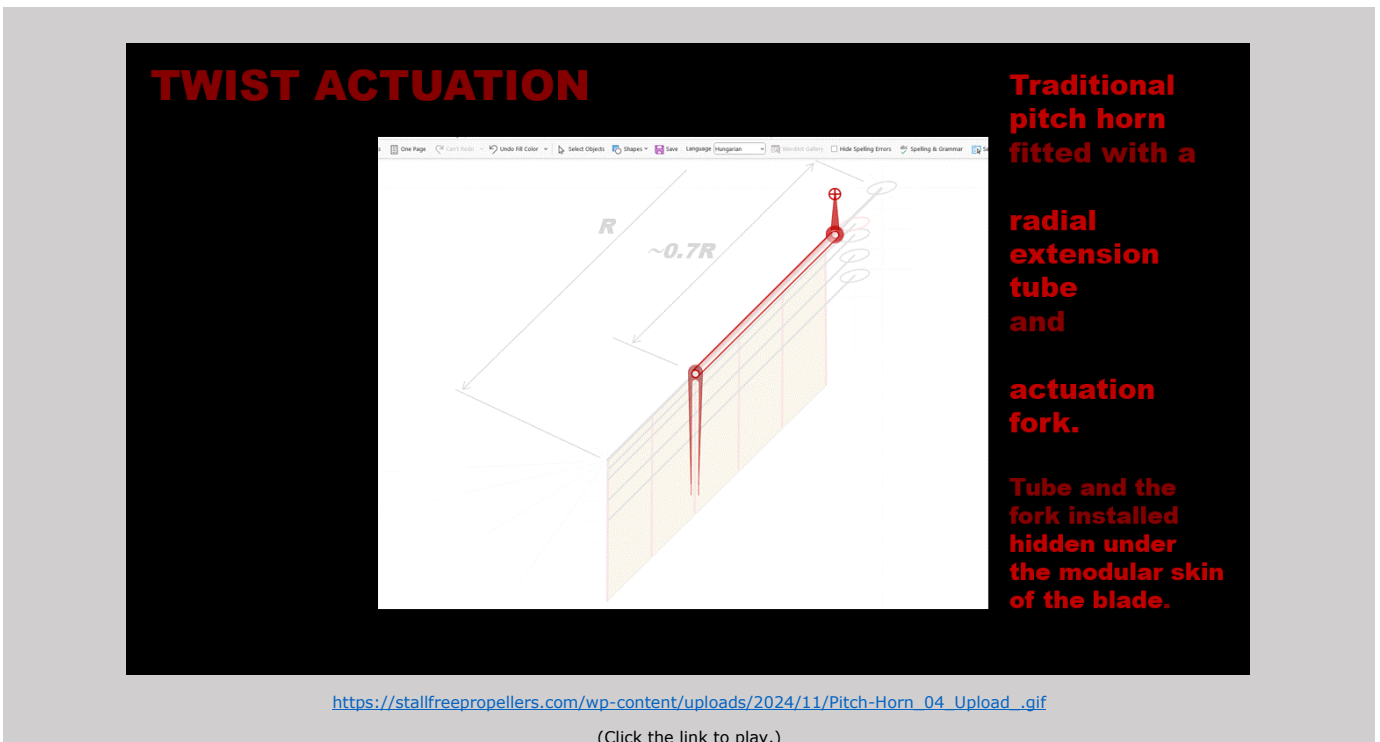 TWIST ACTUATION
Traditional
pitch horn
fitted with a
radial
extension
tube
and
actuation
fork.
Tube and the
fork installed
hidden under
the modular skin
of the blade.
One Page Can't Redo Undo Fill Color Select Objects Shapes Save Language Hungarian Wordart Gallery Hide Spelling Errors Spelling & Grammar
R
~0.7R
https://stallfreepropellers.com/wp-content/uploads/2024/11/Pitch-Horn_04_Upload_.gif
(Click the link to play.)